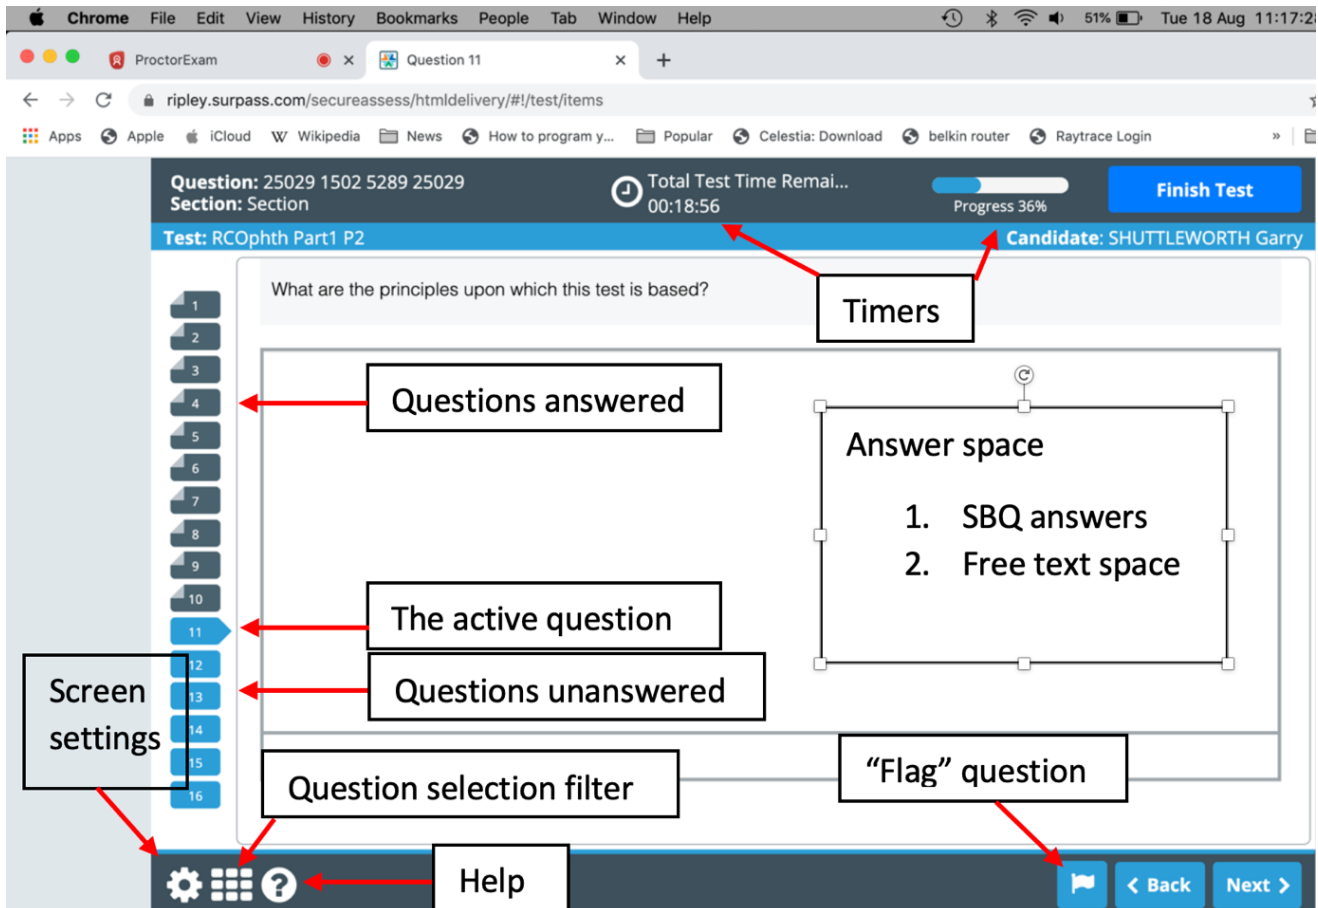 Chrome File Edit View History Bookmarks People Tab Window Help 51% Tue 18 Aug 11:17:2
ProctorExam Question 11
ripley.surpass.com/secureassess/htmldelivery/#!/test/items
Apps Apple iCloud Wikipedia News How to program y... Popular Celestia: Download belkin router Raytrace Login »
Question: 25029 1502 5289 25029
Section: Section
Total Test Time Remai...
00:18:56
Progress 36%
Finish Test
Test: RCOphth Part1 P2
Candidate: SHUTTLEWORTH Garry
What are the principles upon which this test is based?
Timers
1
2
3
4
5
6
7
8
9
10
11
12
13
14
15
16
Questions answered
Answer space
1. SBQ answers
2. Free text space
The active question
Questions unanswered
Screen
settings
Question selection filter
"Flag" question
Help
Back
Next